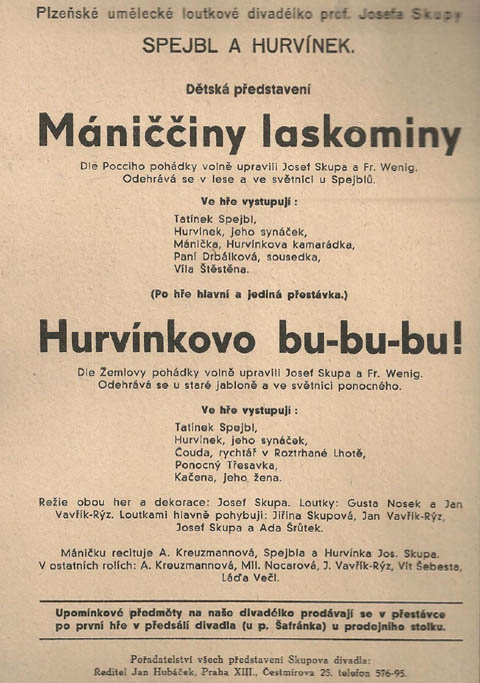 Plzeňské umělecké loutkové divadélko prof. Josefa Skupy
SPEJBL A HURVÍNEK.
Dětská představení
Mániččiny laskominy
Dle Pocciho pohádky volně upravili Josef Skupa a Fr. Wenig.
Odehrává se v lese a ve světnici u Spejblů.
Ve hře vystupují :
Tatínek Spejbl,
Hurvínek, jeho synáček,
Mánička, Hurvínkova kamarádka,
Paní Drbálková, sousedka,
Víla Štěstěna.
(Po hře hlavní a jediná přestávka.)
Hurvínkovo bu-bu-bu!
Dle Žemlovy pohádky volně upravili Josef Skupa a Fr. Wenig.
Odehrává se u staré jabloně a ve světnici ponocného.
Ve hře vystupují :
Tatínek Spejbl,
Hurvínek, jeho synáček,
Čouda, rychtář v Roztrhané Lhotě,
Ponocný Třesavka,
Kačena, jeho žena.
Režie obou her a dekorace: Josef Skupa. Loutky: Gusta Nosek a Jan
Vavřík-Rýz. Loutkami hlavně pohybují: Jiřina Skupová, Jan Vavřík-Rýz,
Josef Skupa a Ada Šrůtek.
Máničku recituje A. Kreuzmannová, Spejbla a Hurvínka Jos. Skupa.
V ostatních rolích: A. Kreuzmannová, Mil. Nocarová, J. Vavřík-Rýz, Vít Šebesta,
Láďa Večl.
Upomínkové předměty na naše divadélko prodávají se v přestávce
po první hře v předsálí divadla (u p. Šafránka) u prodejního stolku.
Pořadatelství všech představení Skupova divadla:
Ředitel Jan Hubáček, Praha XIII., Čestmírova 25, telefon 576-95.